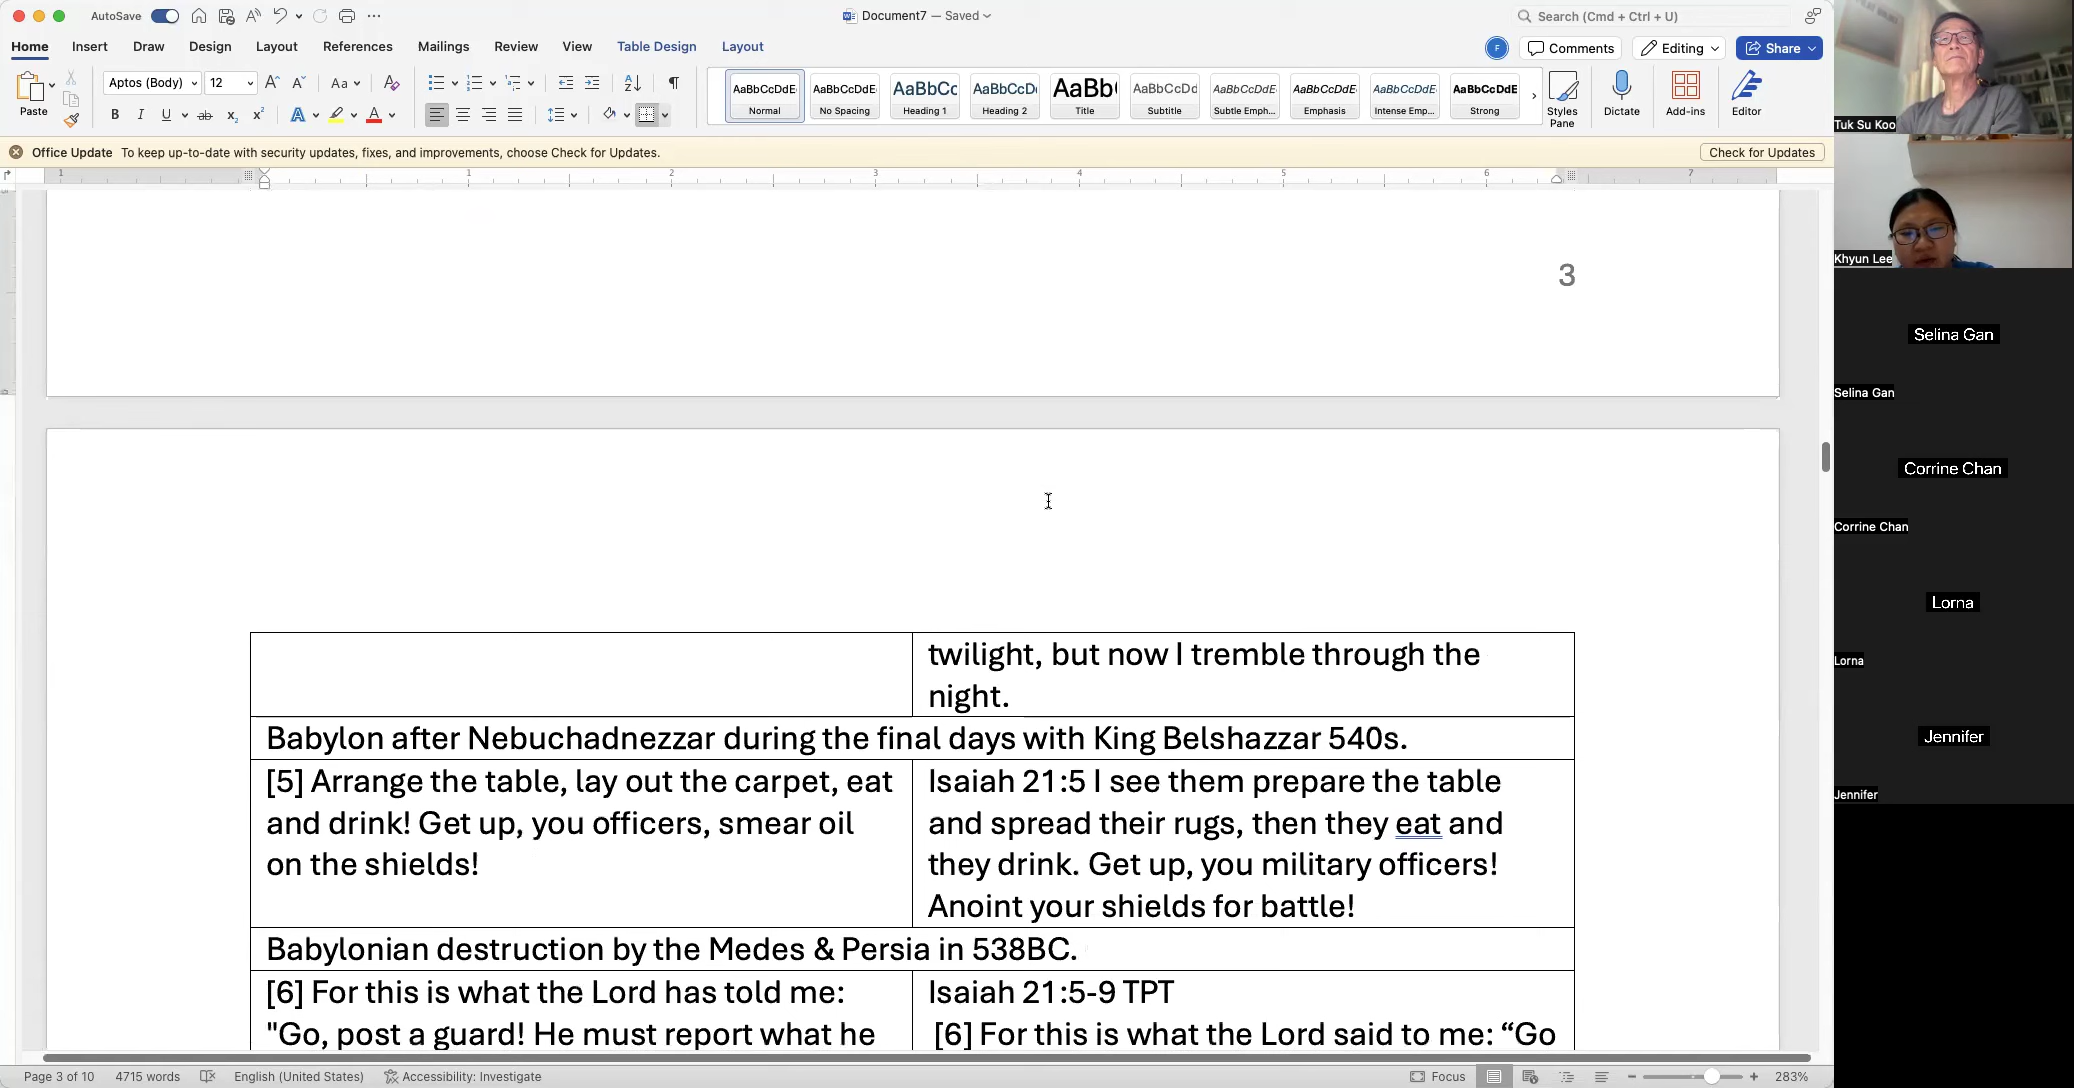 AutoSave
Document7 — Saved
Search (Cmd + Ctrl + U)
Home Insert Draw Design Layout References Mailings Review View Table Design Layout
F Comments Editing Share
Paste
Aptos (Body) 12
AaBbCcDdE Normal
AaBbCcDdE No Spacing
AaBbCc Heading 1
AaBbCcD Heading 2
AaBb Title
AaBbCcDd Subtitle
AaBbCcDdE Subtle Emph...
AaBbCcDdE Emphasis
AaBbCcDdE Intense Emp...
AaBbCcDdE Strong
Styles Pane
Dictate
Add-ins
Editor
Office Update To keep up-to-date with security updates, fixes, and improvements, choose Check for Updates.
Check for Updates
1 1 2 3 4 5 6 7
3
twilight, but now I tremble through the
night.
Babylon after Nebuchadnezzar during the final days with King Belshazzar 540s.
[5] Arrange the table, lay out the carpet, eat
and drink! Get up, you officers, smear oil
on the shields!
Isaiah 21:5 I see them prepare the table
and spread their rugs, then they eat and
they drink. Get up, you military officers!
Anoint your shields for battle!
Babylonian destruction by the Medes & Persia in 538BC.
[6] For this is what the Lord has told me:
"Go, post a guard! He must report what he
Isaiah 21:5-9 TPT
[6] For this is what the Lord said to me: “Go
Page 3 of 10 4715 words English (United States) Accessibility: Investigate
Focus 283%
Tuk Su Koo
Khyun Lee
Selina Gan
Selina Gan
Corrine Chan
Corrine Chan
Lorna
Lorna
Jennifer
Jennifer